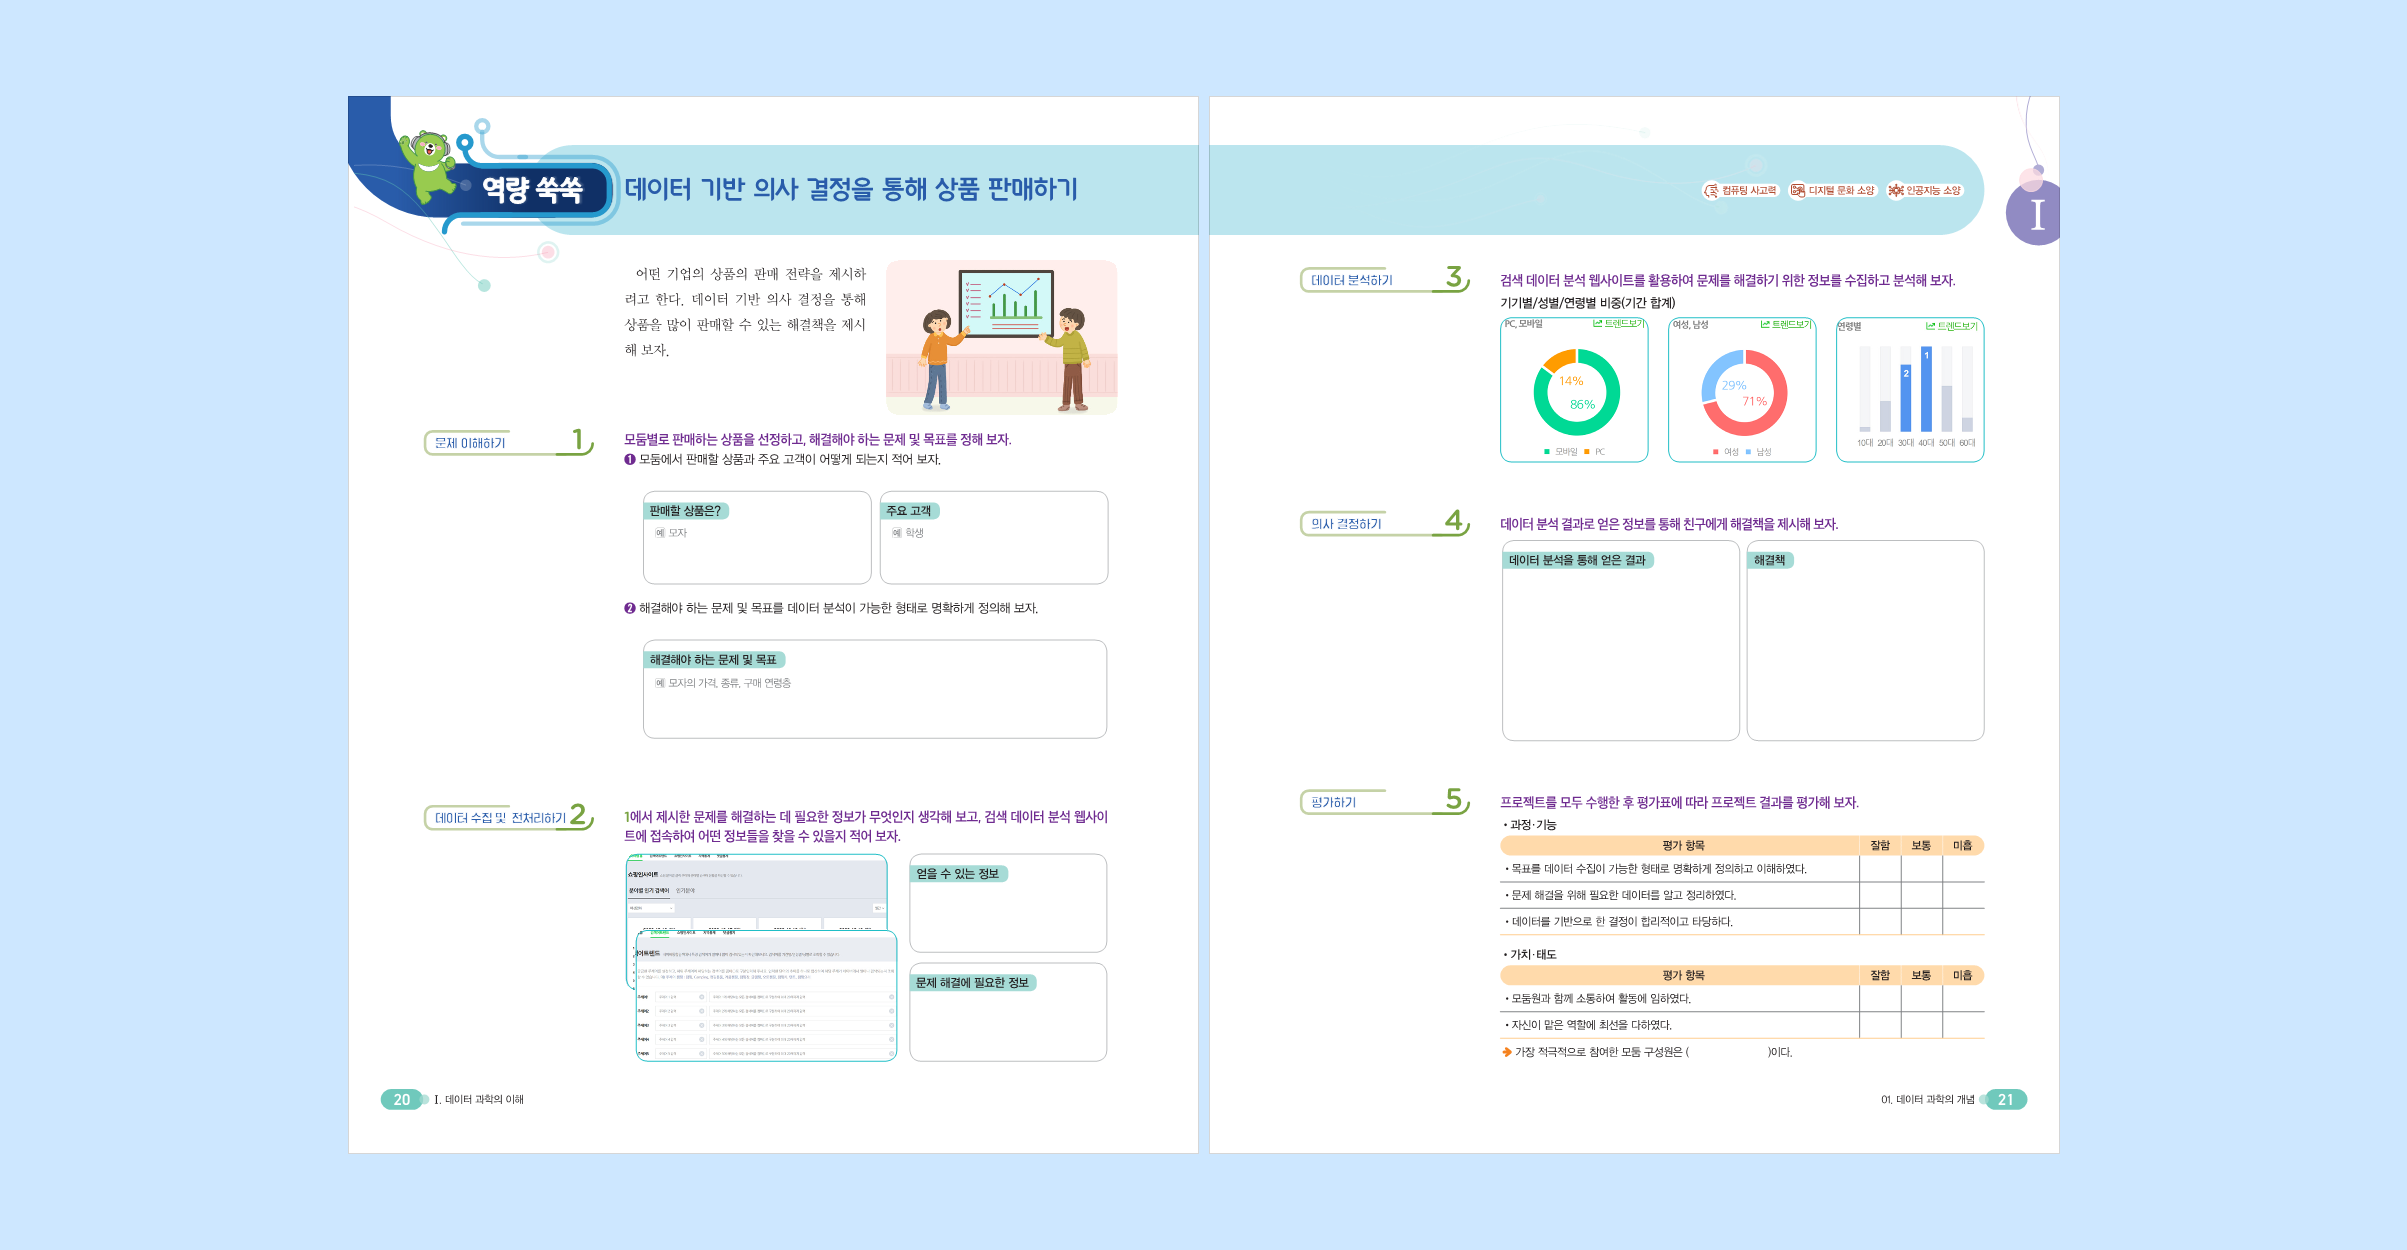 역량 쑥쑥
데이터 기반 의사 결정을 통해 상품 판매하기
어떤 기업의 상품의 판매 전략을 제시하
려고 한다. 데이터 기반 의사 결정을 통해
상품을 많이 판매할 수 있는 해결책을 제시
해 보자.
문제 이해하기 1
모둠별로 판매하는 상품을 선정하고, 해결해야 하는 문제 및 목표를 정해 보자.
❶ 모둠에서 판매할 상품과 주요 고객이 어떻게 되는지 적어 보자.
판매할 상품은?
예 모자
주요 고객
예 학생
❷ 해결해야 하는 문제 및 목표를 데이터 분석이 가능한 형태로 명확하게 정의해 보자.
해결해야 하는 문제 및 목표
예 모자의 가격, 종류, 구매 연령층
데이터 수집 및 전처리하기 2
1에서 제시한 문제를 해결하는 데 필요한 정보가 무엇인지 생각해 보고, 검색 데이터 분석 웹사이
트에 접속하여 어떤 정보들을 찾을 수 있을지 적어 보자.
쇼핑인사이트
분야별 인기 검색어 인기분야
얻을 수 있는 정보
문제 해결에 필요한 정보
20 Ⅰ. 데이터 과학의 이해
컴퓨팅 사고력 디지털 문화 소양 인공지능 소양
Ⅰ
데이터 분석하기 3
검색 데이터 분석 웹사이트를 활용하여 문제를 해결하기 위한 정보를 수집하고 분석해 보자.
기기별/성별/연령별 비중(기간 합계)
PC, 모바일 트렌드보기
14%
86%
모바일 PC
여성, 남성 트렌드보기
29%
71%
여성 남성
연령별 트렌드보기
1
2
10대 20대 30대 40대 50대 60대
의사 결정하기 4
데이터 분석 결과로 얻은 정보를 통해 친구에게 해결책을 제시해 보자.
데이터 분석을 통해 얻은 결과
해결책
평가하기 5
프로젝트를 모두 수행한 후 평가표에 따라 프로젝트 결과를 평가해 보자.
• 과정·기능
평가 항목 잘함 보통 미흡
• 목표를 데이터 수집이 가능한 형태로 명확하게 정의하고 이해하였다.
• 문제 해결을 위해 필요한 데이터를 알고 정리하였다.
• 데이터를 기반으로 한 결정이 합리적이고 타당하다.
• 가치·태도
평가 항목 잘함 보통 미흡
• 모둠원과 함께 소통하여 활동에 임하였다.
• 자신이 맡은 역할에 최선을 다하였다.
가장 적극적으로 참여한 모둠 구성원은 ( )이다.
01. 데이터 과학의 개념 21